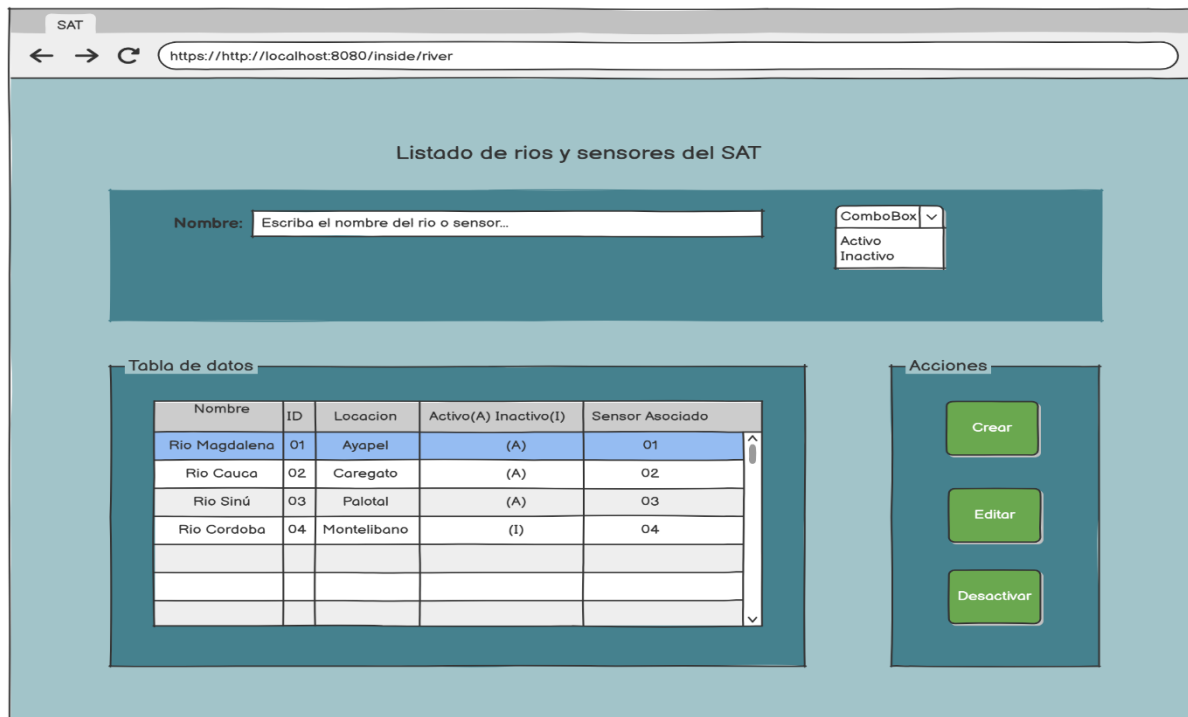 SAT
https://http://localhost:8080/inside/river
Listado de rios y sensores del SAT
Nombre: Escriba el nombre del rio o sensor...
ComboBox
Activo
Inactivo
Tabla de datos
Nombre ID Locacion Activo(A) Inactivo(I) Sensor Asociado
Rio Magdalena 01 Ayapel (A) 01
Rio Cauca 02 Caregato (A) 02
Rio Sinú 03 Palotal (A) 03
Rio Cordoba 04 Montelibano (I) 04
Acciones
Crear
Editar
Desactivar